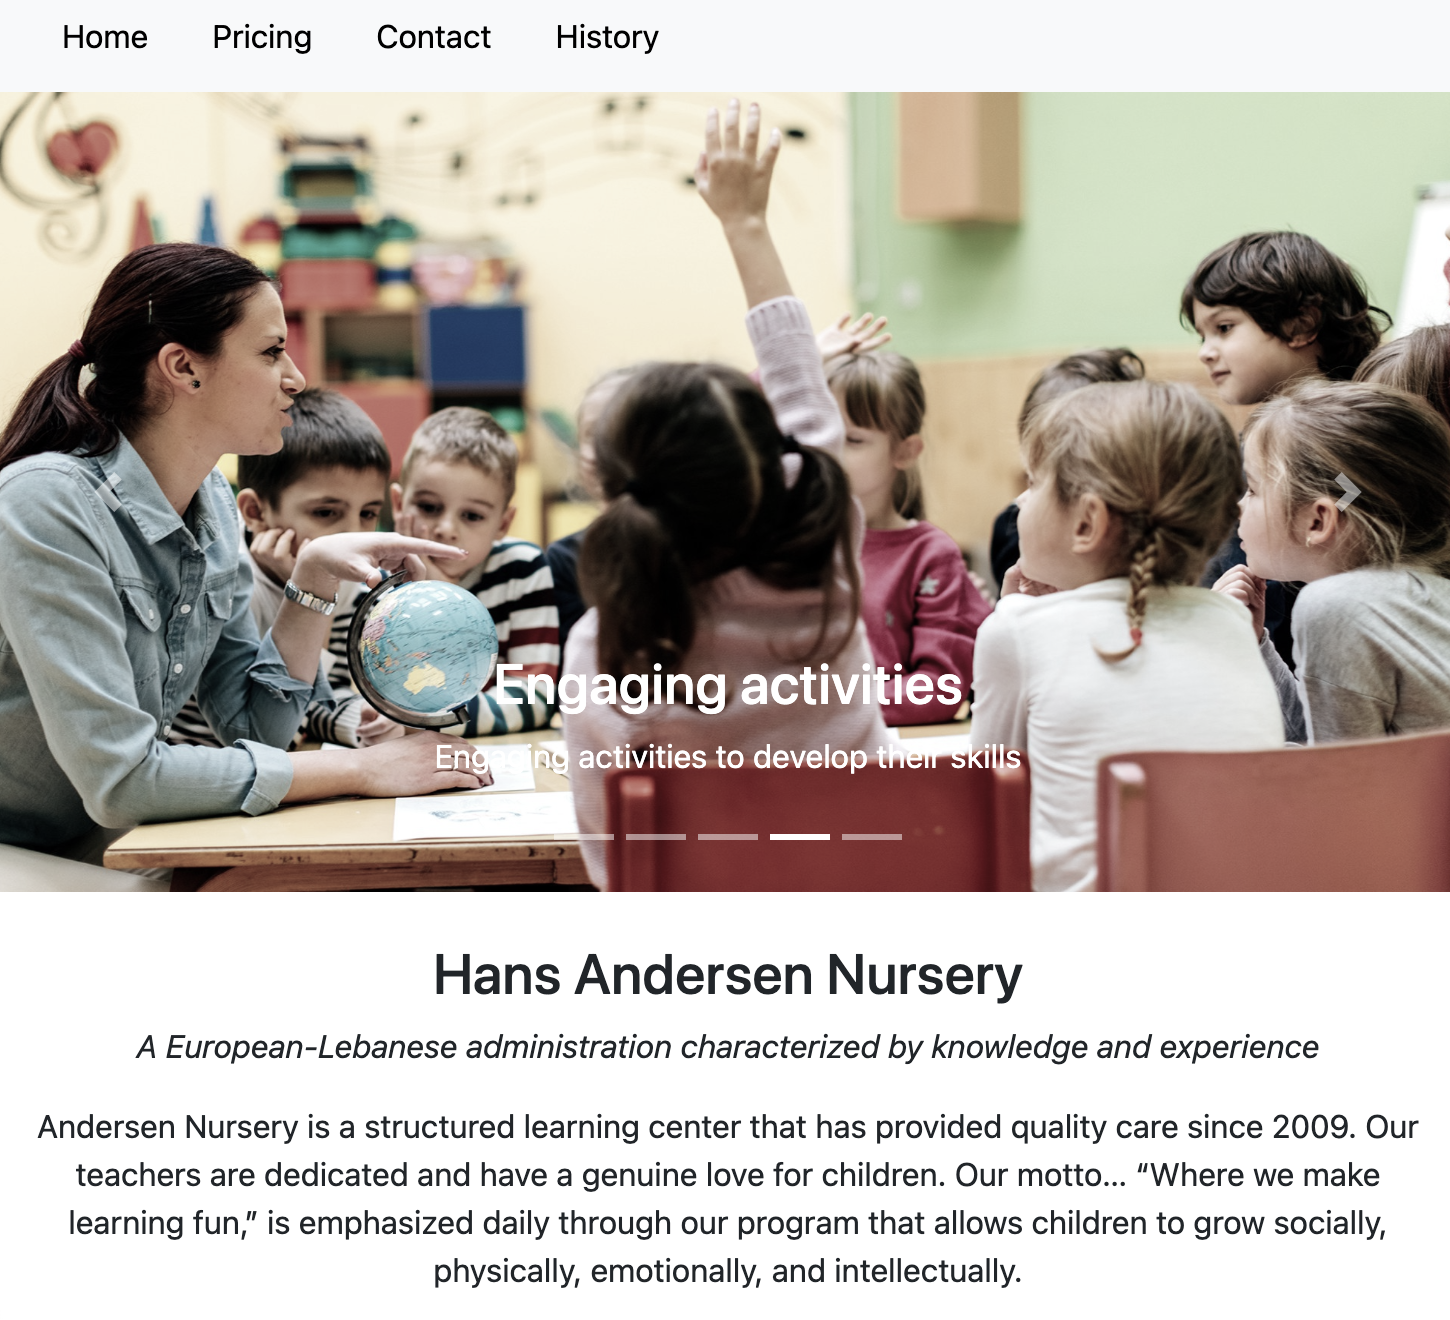 Home Pricing Contact History
Engaging activities
Engaging activities to develop their skills
Hans Andersen Nursery
A European-Lebanese administration characterized by knowledge and experience
Andersen Nursery is a structured learning center that has provided quality care since 2009. Our
teachers are dedicated and have a genuine love for children. Our motto... “Where we make
learning fun,” is emphasized daily through our program that allows children to grow socially,
physically, emotionally, and intellectually.